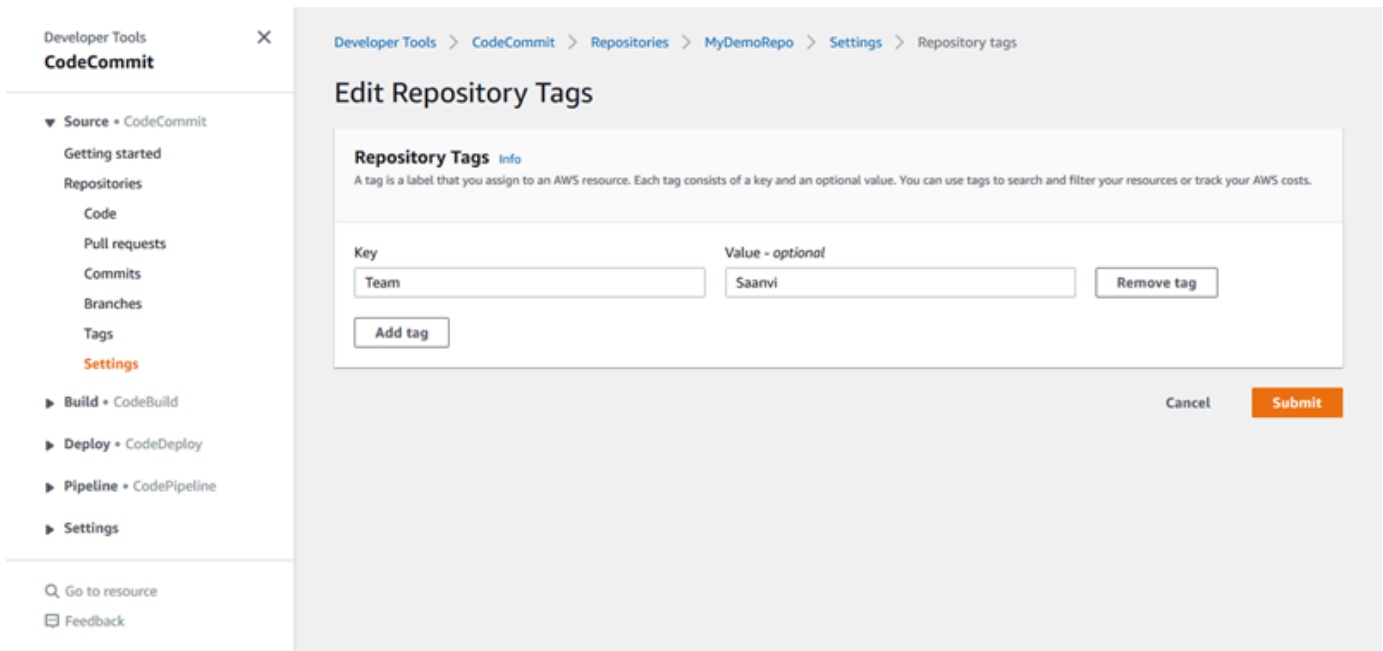 Developer Tools
CodeCommit
Source • CodeCommit
Getting started
Repositories
Code
Pull requests
Commits
Branches
Tags
Settings
Build • CodeBuild
Deploy • CodeDeploy
Pipeline • CodePipeline
Settings
Go to resource
Feedback
Developer Tools > CodeCommit > Repositories > MyDemoRepo > Settings > Repository tags
Edit Repository Tags
Repository Tags Info
A tag is a label that you assign to an AWS resource. Each tag consists of a key and an optional value. You can use tags to search and filter your resources or track your AWS costs.
Key Value - optional
Team Saanvi Remove tag
Add tag
Cancel Submit